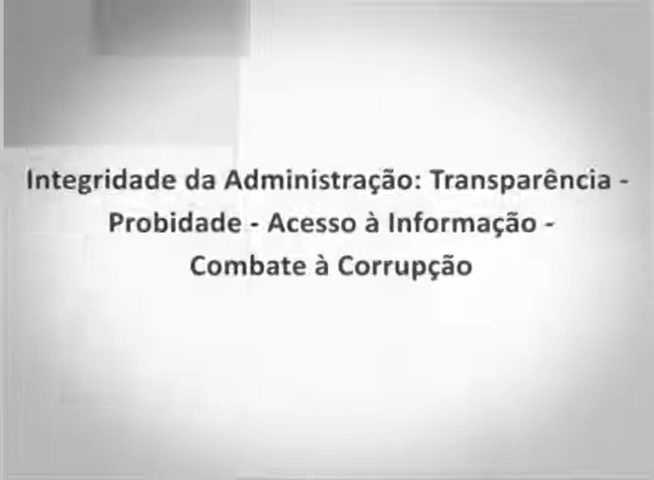 Integridade da Administração: Transparência -
Probidade - Acesso à Informação -
Combate à Corrupção